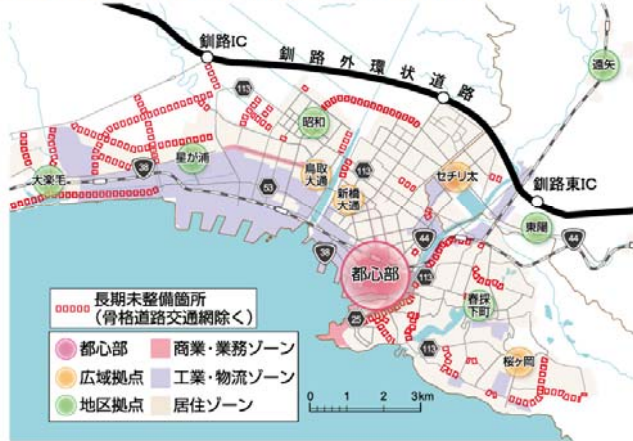 釧路IC
釧路外環状道路
遠矢
113
昭和
星が浦
38
大楽毛
鳥取
大通
113
新橋
大通
セチリ太
53
釧路東IC
東陽
44
44
38
都心部
113
春採
下町
25
113
桜ヶ岡
長期未整備箇所
(骨格道路交通網除く)
都心部
商業・業務ゾーン
広域拠点
工業・物流ゾーン
地区拠点
居住ゾーン
0 1 2 3km